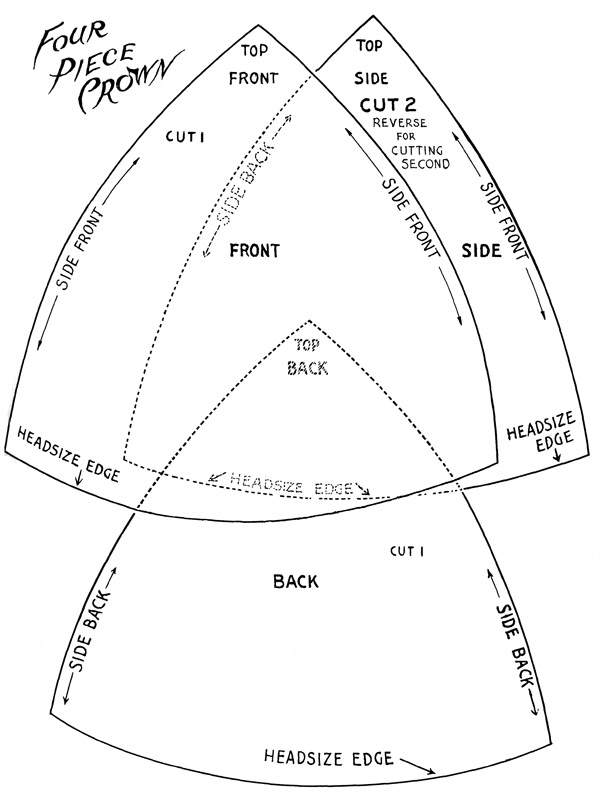 FOUR
PIECE
CROWN
TOP
FRONT
CUT 1
SIDE FRONT
SIDE BACK
FRONT
SIDE FRONT
HEADSIZE EDGE
TOP
SIDE
CUT 2
REVERSE
FOR
CUTTING
SECOND
SIDE FRONT
SIDE
HEADSIZE
EDGE
TOP
BACK
HEADSIZE EDGE
CUT 1
BACK
SIDE BACK
SIDE BACK
HEADSIZE EDGE